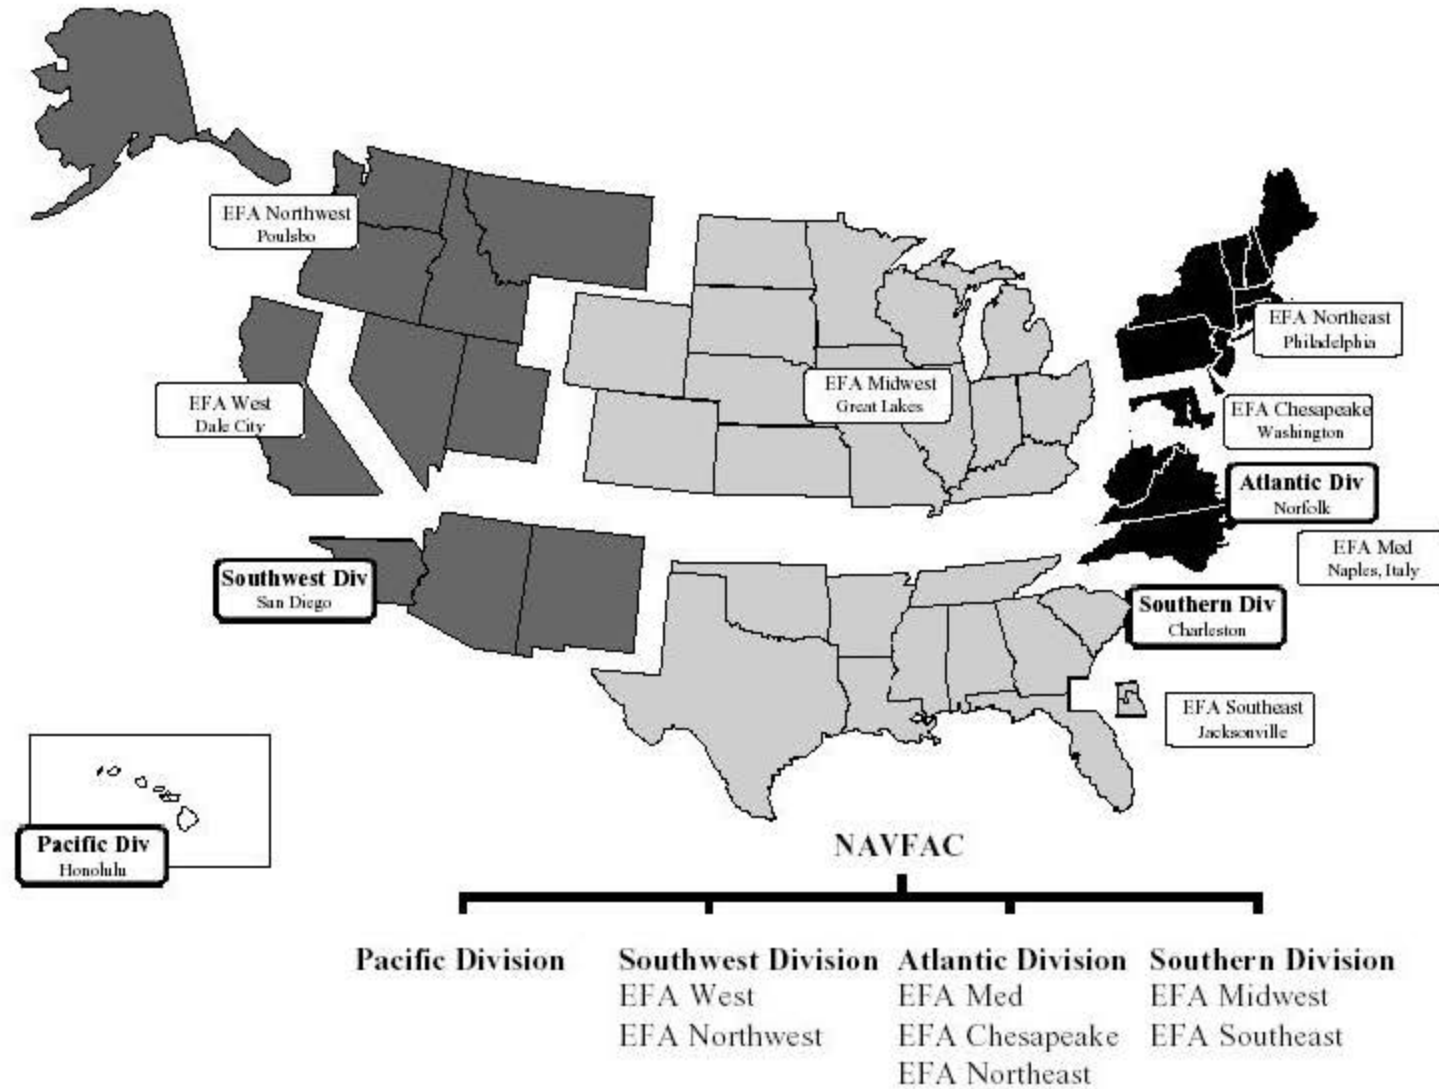 EFA Northwest
Poulsbo
EFA West
Dale City
EFA Midwest
Great Lakes
EFA Northeast
Philadelphia
EFA Chesapeake
Washington
Atlantic Div
Norfolk
EFA Med
Naples, Italy
Southwest Div
San Diego
Southern Div
Charleston
EFA Southeast
Jacksonville
Pacific Div
Honolulu
NAVFAC
Pacific Division
Southwest Division
EFA West
EFA Northwest
Atlantic Division
EFA Med
EFA Chesapeake
EFA Northeast
Southern Division
EFA Midwest
EFA Southeast